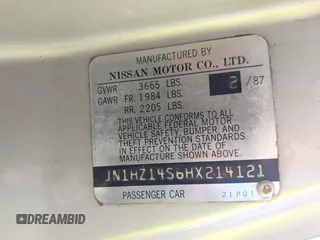 MANUFACTURED BY
NISSAN MOTOR CO., LTD.
GVWR 3665 LBS. 2 / 87
GAWR FR. 1984 LBS.
RR. 2205 LBS.
THIS VEHICLE CONFORMS TO ALL
APPLICABLE FEDERAL MOTOR
VEHICLE SAFETY, BUMPER, AND
THEFT PREVENTION STANDARDS
IN EFFECT ON THE DATE OF
MANUFACTURE SHOWN ABOVE.
JN1HZ14S6HX214121
PASSENGER CAR 21P01
DREAMBID